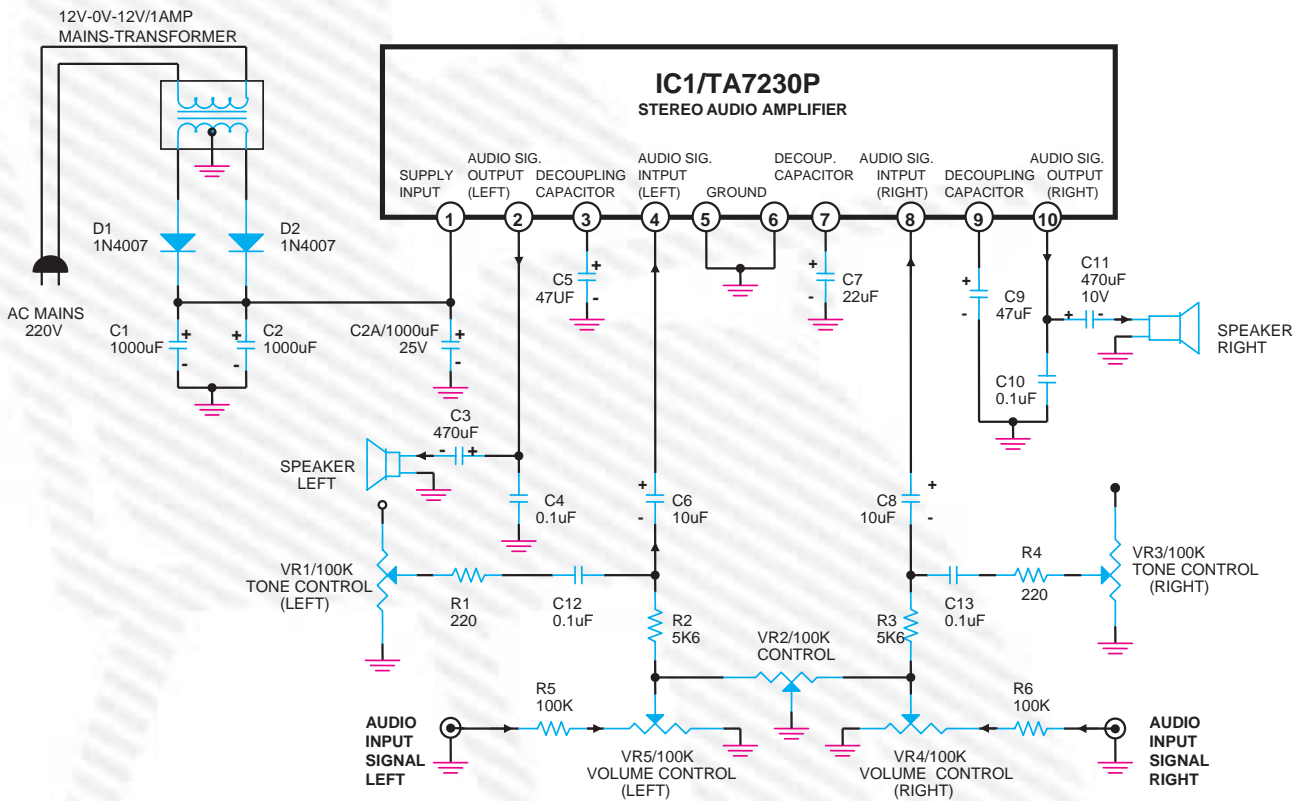 12V-0V-12V/1AMP
MAINS-TRANSFORMER
IC1/TA7230P
STEREO AUDIO AMPLIFIER
SUPPLY
INPUT
AUDIO SIG.
OUTPUT
(LEFT)
DECOUPLING
CAPACITOR
AUDIO SIG.
INTPUT
(LEFT)
GROUND
DECOUP.
CAPACITOR
AUDIO SIG.
INTPUT
(RIGHT)
DECOUPLING
CAPACITOR
AUDIO SIG.
OUTPUT
(RIGHT)
1
2
3
4
5
6
7
8
9
10
D1
1N4007
D2
1N4007
AC MAINS
220V
C1
1000uF
+
-
C2
1000uF
+
-
C2A/1000uF
25V
+
-
C5
47UF
+
-
C7
22uF
+
-
C9
47uF
+
-
C11
470uF
10V
+ -
SPEAKER
RIGHT
C10
0.1uF
C3
470uF
- +
SPEAKER
LEFT
C4
0.1uF
C6
10uF
+
-
C8
10uF
+
-
VR1/100K
TONE CONTROL
(LEFT)
R1
220
C12
0.1uF
R2
5K6
VR2/100K
CONTROL
R3
5K6
C13
0.1uF
R4
220
VR3/100K
TONE CONTROL
(RIGHT)
AUDIO
INPUT
SIGNAL
LEFT
R5
100K
VR5/100K
VOLUME CONTROL
(LEFT)
VR4/100K
VOLUME CONTROL
(RIGHT)
R6
100K
AUDIO
INPUT
SIGNAL
RIGHT